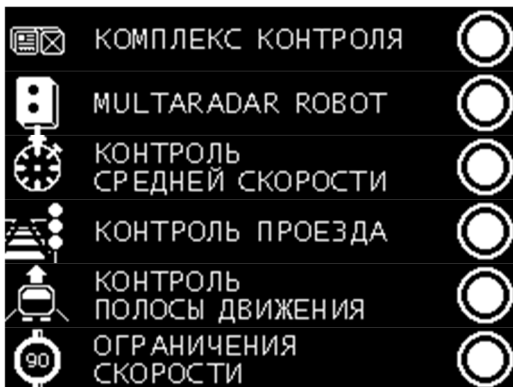 КОМПЛЕКС КОНТРОЛЯ
MULTARADAR ROBOT
КОНТРОЛЬ
СРЕДНЕЙ СКОРОСТИ
КОНТРОЛЬ ПРОЕЗДА
КОНТРОЛЬ
ПОЛОСЫ ДВИЖЕНИЯ
90
ОГРАНИЧЕНИЯ
СКОРОСТИ